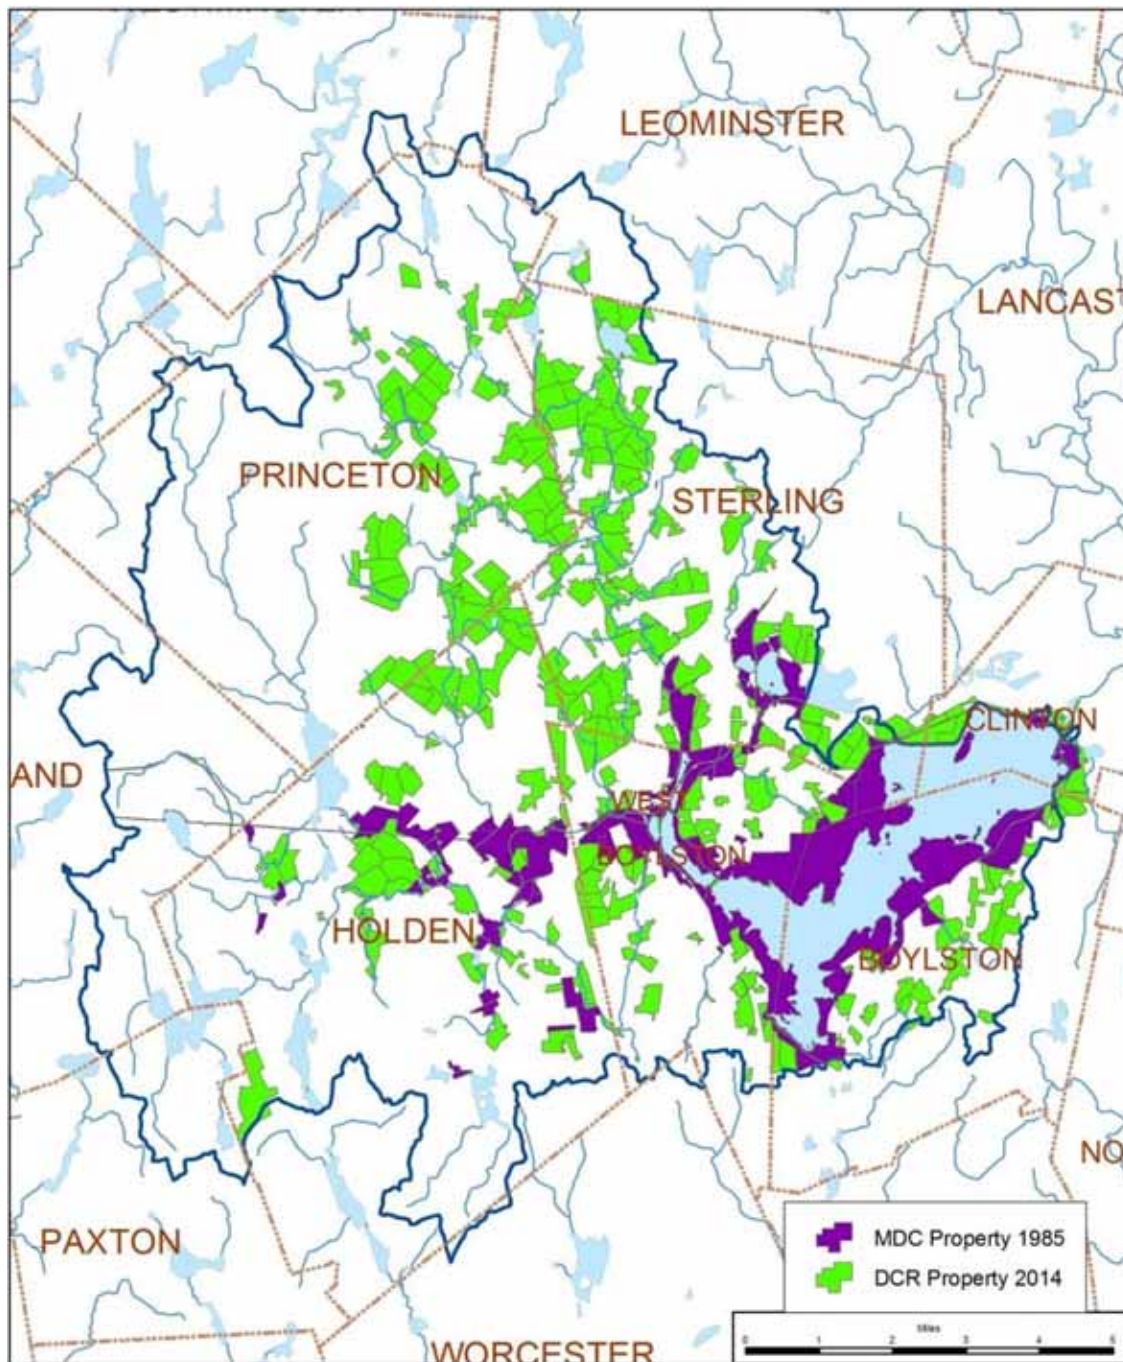 LEOMINSTER
LANCAST
PRINCETON
STERLING
CLINTON
AND
WEST
BOYLSTON
HOLDEN
BOYLSTON
NO
PAXTON
WORCESTER
MDC Property 1985
DCR Property 2014
Miles
0 1 2 3 4 5